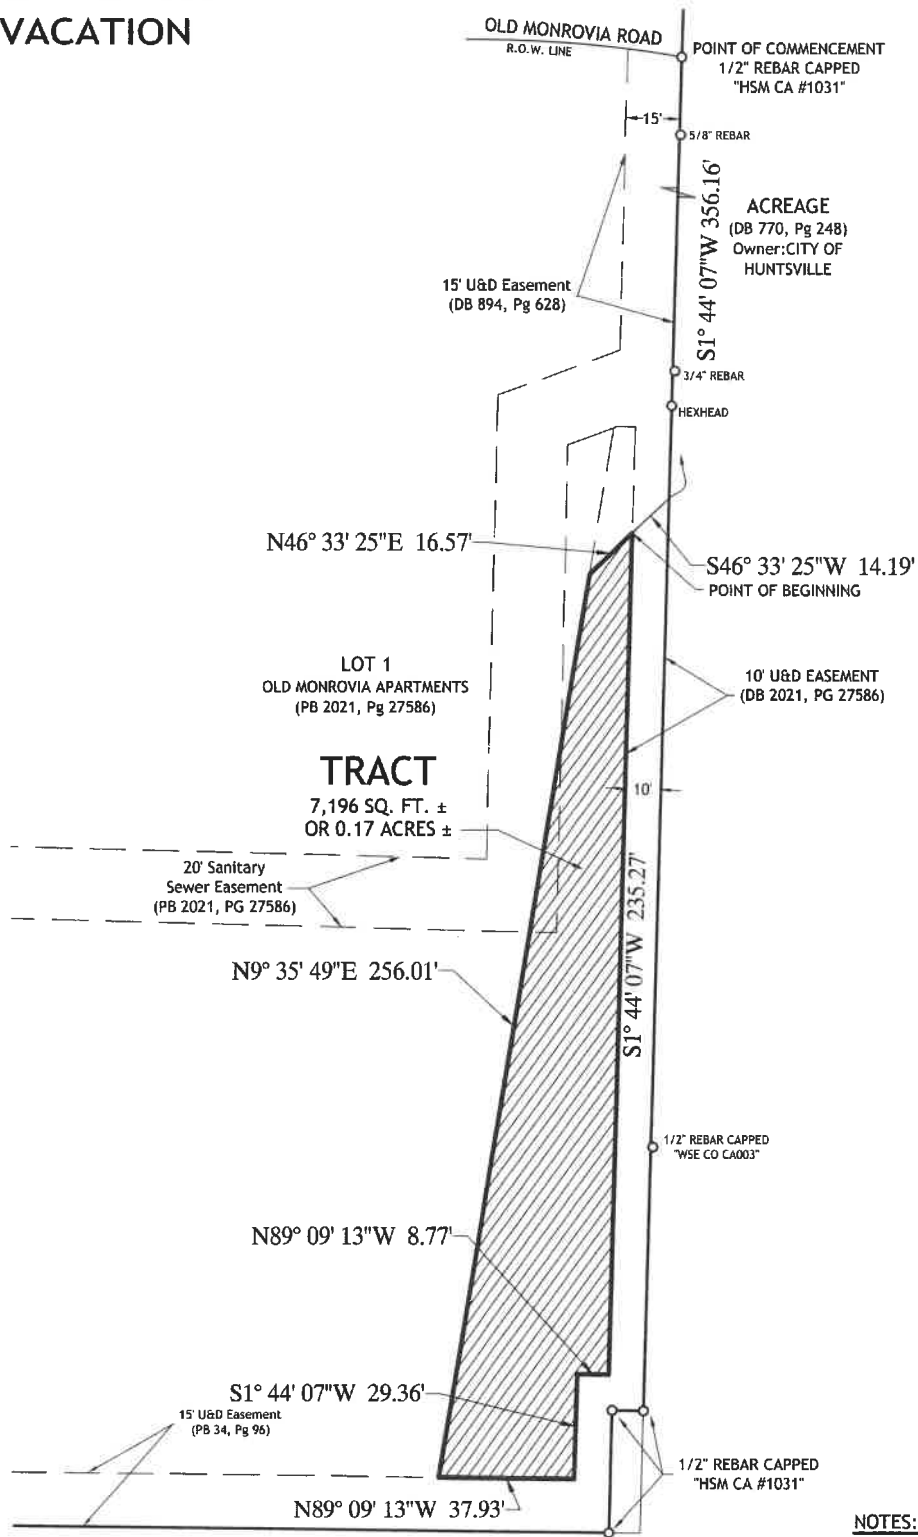 VACATION
OLD MONROVIA ROAD
R.O.W. LINE
POINT OF COMMENCEMENT
1/2" REBAR CAPPED
"HSM CA #1031"
15'
5/8" REBAR
S1° 44' 07"W 356.16'
ACREAGE
(DB 770, Pg 248)
Owner:CITY OF
HUNTSVILLE
15' U&D Easement
(DB 894, Pg 628)
3/4" REBAR
HEXHEAD
N46° 33' 25"E 16.57'
S46° 33' 25"W 14.19'
POINT OF BEGINNING
LOT 1
OLD MONROVIA APARTMENTS
(PB 2021, Pg 27586)
10' U&D EASEMENT
(DB 2021, PG 27586)
TRACT
7,196 SQ. FT. ±
OR 0.17 ACRES ±
10'
20' Sanitary
Sewer Easement
(PB 2021, PG 27586)
S1° 44' 07"W 235.27'
N9° 35' 49"E 256.01'
1/2" REBAR CAPPED
"WSE CO CA003"
N89° 09' 13"W 8.77'
S1° 44' 07"W 29.36'
15' U&D Easement
(PB 34, Pg 96)
1/2" REBAR CAPPED
"HSM CA #1031"
N89° 09' 13"W 37.93'
NOTES: